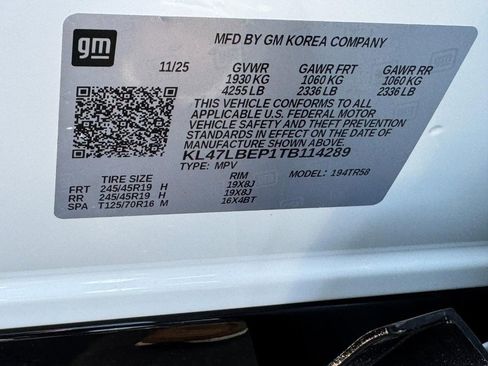 gm
MFD BY GM KOREA COMPANY
11/25 GVWR GAWR FRT GAWR RR
1930 KG 1060 KG 1060 KG
4255 LB 2336 LB 2336 LB
THIS VEHICLE CONFORMS TO ALL
APPLICABLE U.S. FEDERAL MOTOR
VEHICLE SAFETY AND THEFT PREVENTION
STANDARDS IN EFFECT ON THE DATE OF
MANUFACTURE SHOWN ABOVE.
KL47LBEP1TB114289
TYPE: MPV MODEL: 194TR58
TIRE SIZE RIM
FRT 245/45R19 H 19X8J
RR 245/45R19 H 19X8J
SPA T125/70R16 M 16X4BT